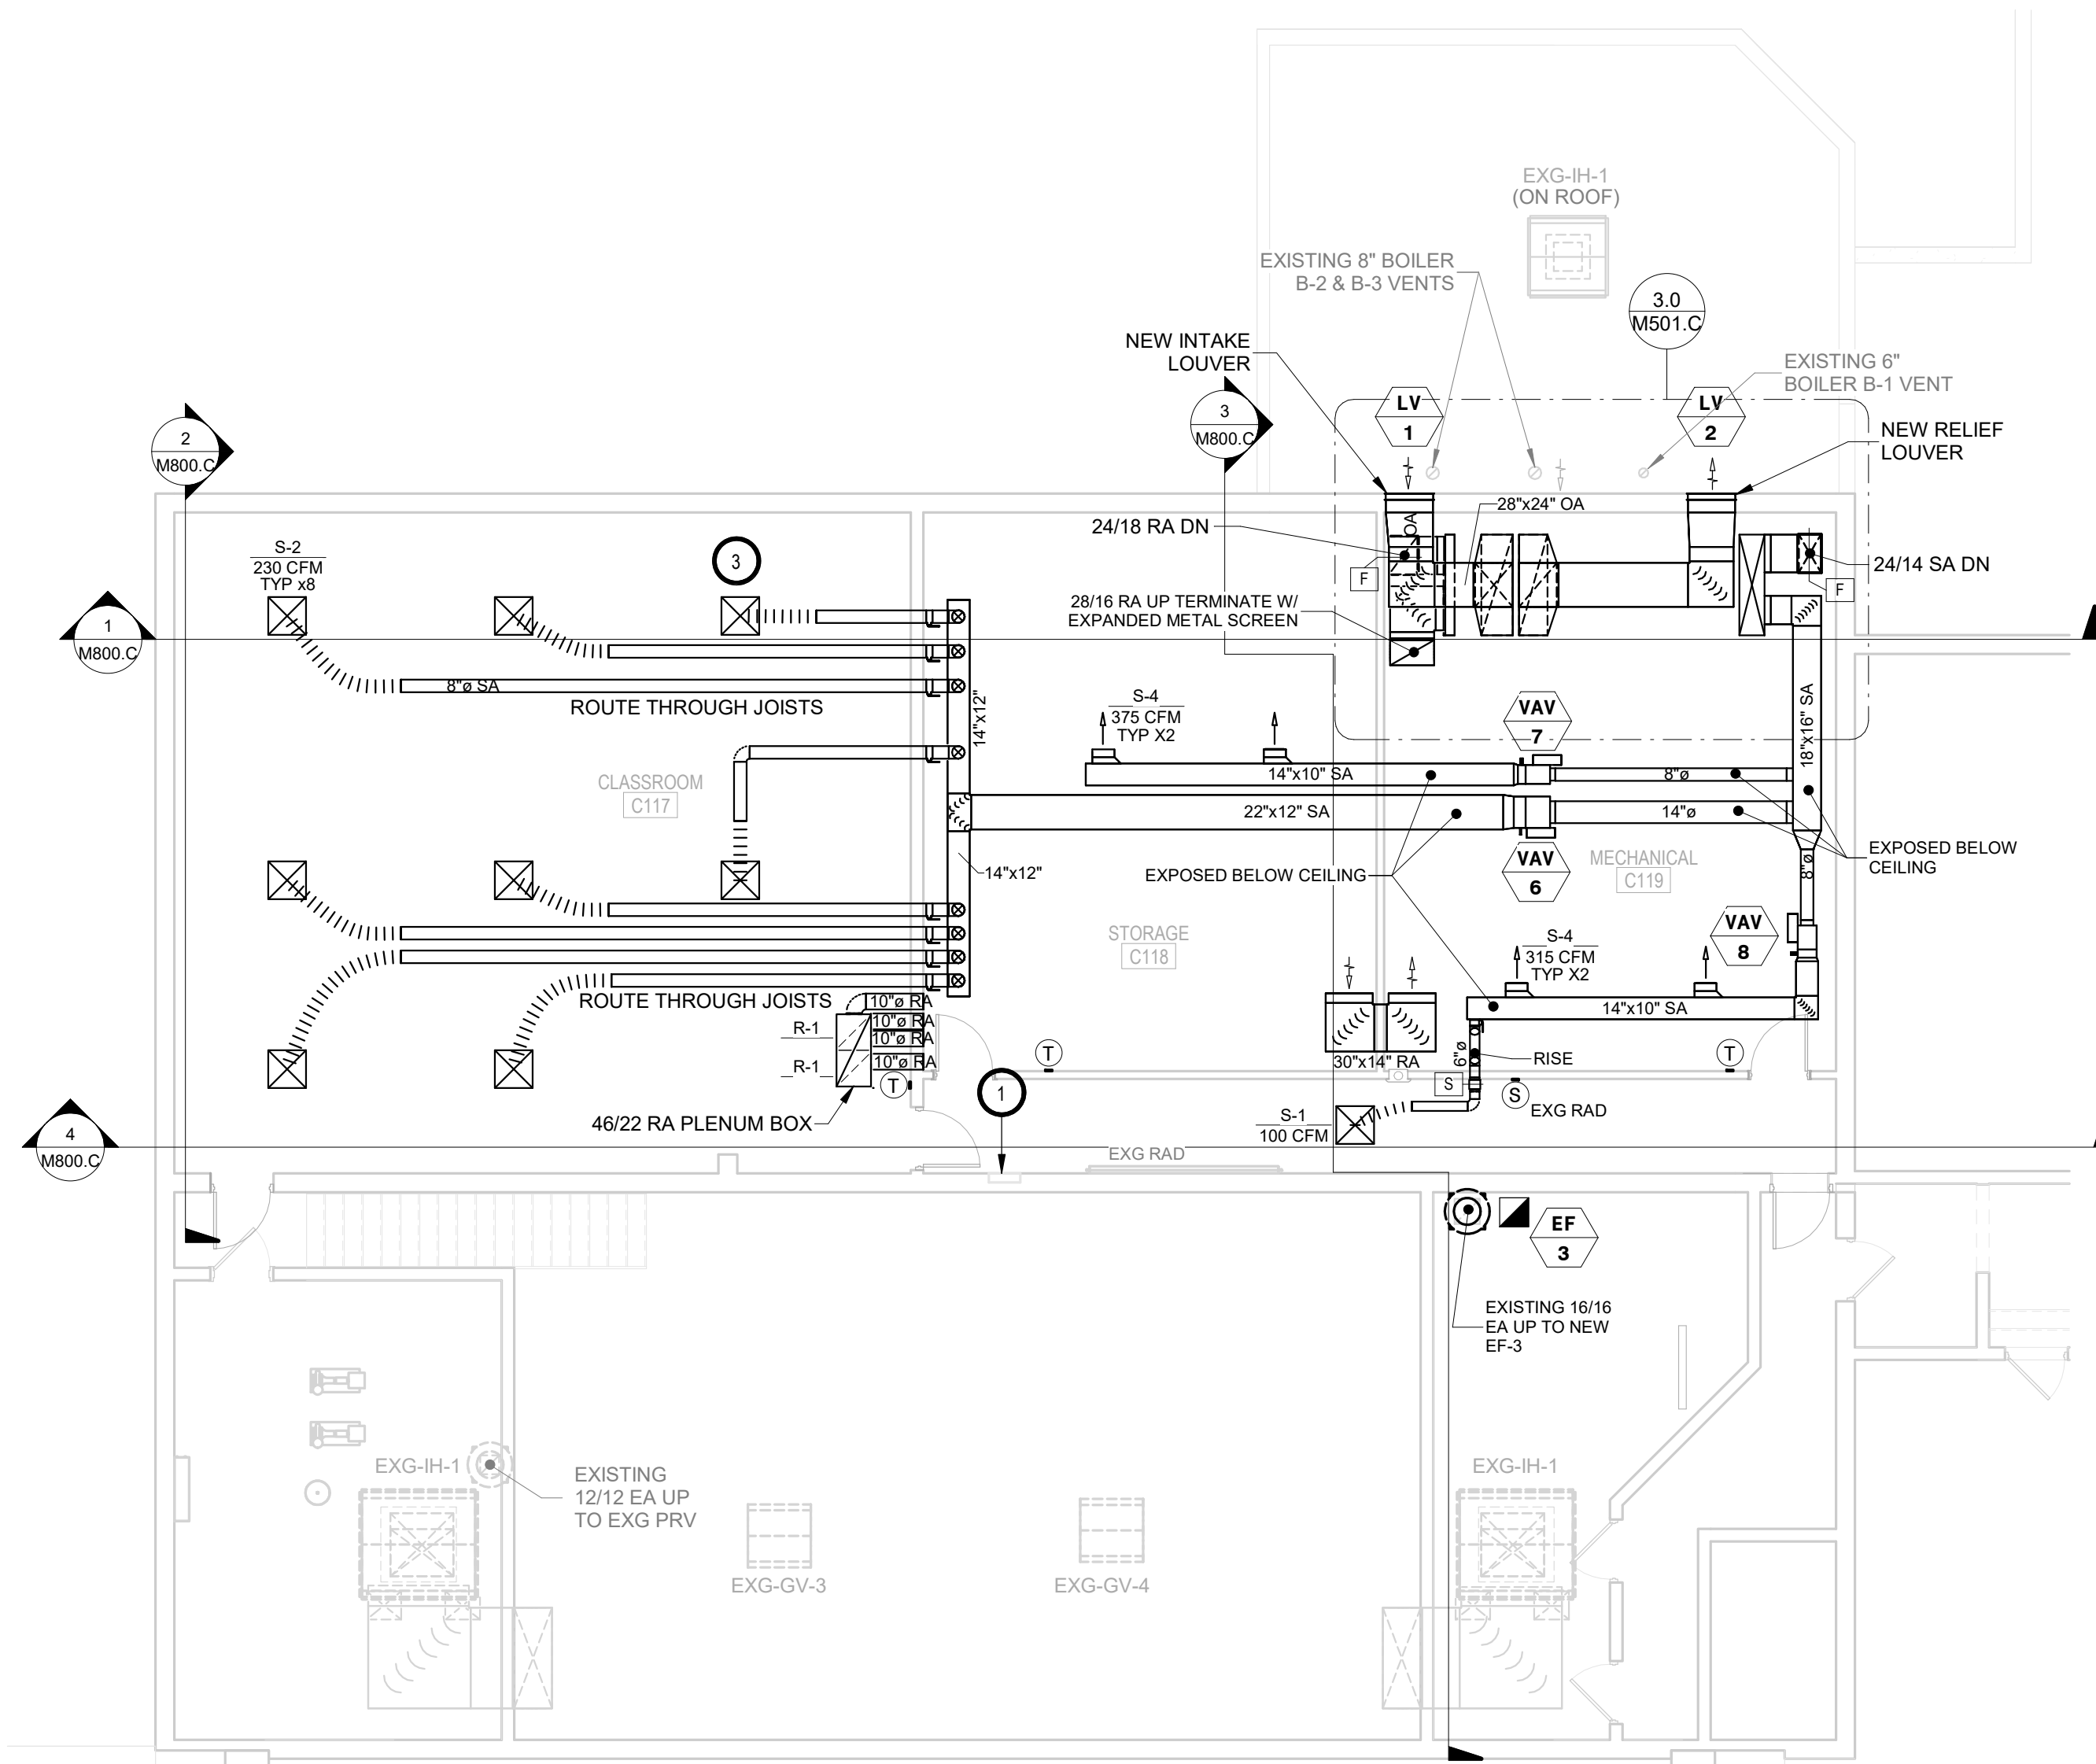 EXG-IH-1
(ON ROOF)
EXISTING 8" BOILER
B-2 & B-3 VENTS
3.0
M501.C
NEW INTAKE
LOUVER
EXISTING 6"
BOILER B-1 VENT
3
M800.C
LV
1
LV
2
NEW RELIEF
LOUVER
2
M800.C
24/18 RA DN
OA
28"x24" OA
24/14 SA DN
F
F
S-2
230 CFM
TYP x8
3
28/16 RA UP TERMINATE W/
EXPANDED METAL SCREEN
1
M800.C
8"ø SA
ROUTE THROUGH JOISTS
14"x12"
S-4
375 CFM
TYP X2
VAV
7
18"x16" SA
CLASSROOM
C117
14"x10" SA
8"ø
22"x12" SA
14"ø
14"x12"
EXPOSED BELOW CEILING
VAV
6
MECHANICAL
C119
EXPOSED BELOW
CEILING
8"ø
STORAGE
C118
S-4
315 CFM
TYP X2
VAV
8
ROUTE THROUGH JOISTS
10"ø RA
10"ø RA
10"ø RA
10"ø RA
R-1
R-1
14"x10" SA
T
T
T
30"x14" RA
6"ø
RISE
S
S
EXG RAD
1
46/22 RA PLENUM BOX
S-1
100 CFM
4
M800.C
EXG RAD
EF
3
EXISTING 16/16
EA UP TO NEW
EF-3
EXG-IH-1
EXISTING
12/12 EA UP
TO EXG PRV
EXG-IH-1
EXG-GV-3
EXG-GV-4